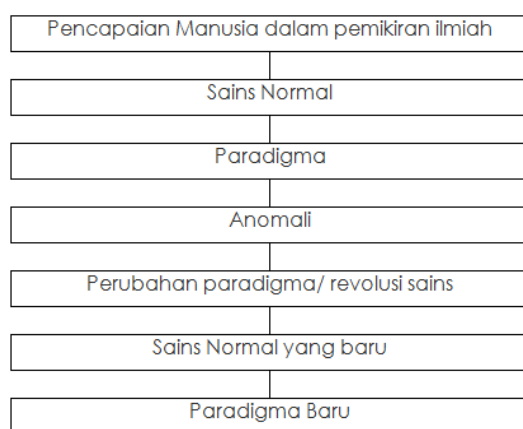 Pencapaian Manusia dalam pemikiran ilmiah
Sains Normal
Paradigma
Anomali
Perubahan paradigma/ revolusi sains
Sains Normal yang baru
Paradigma Baru